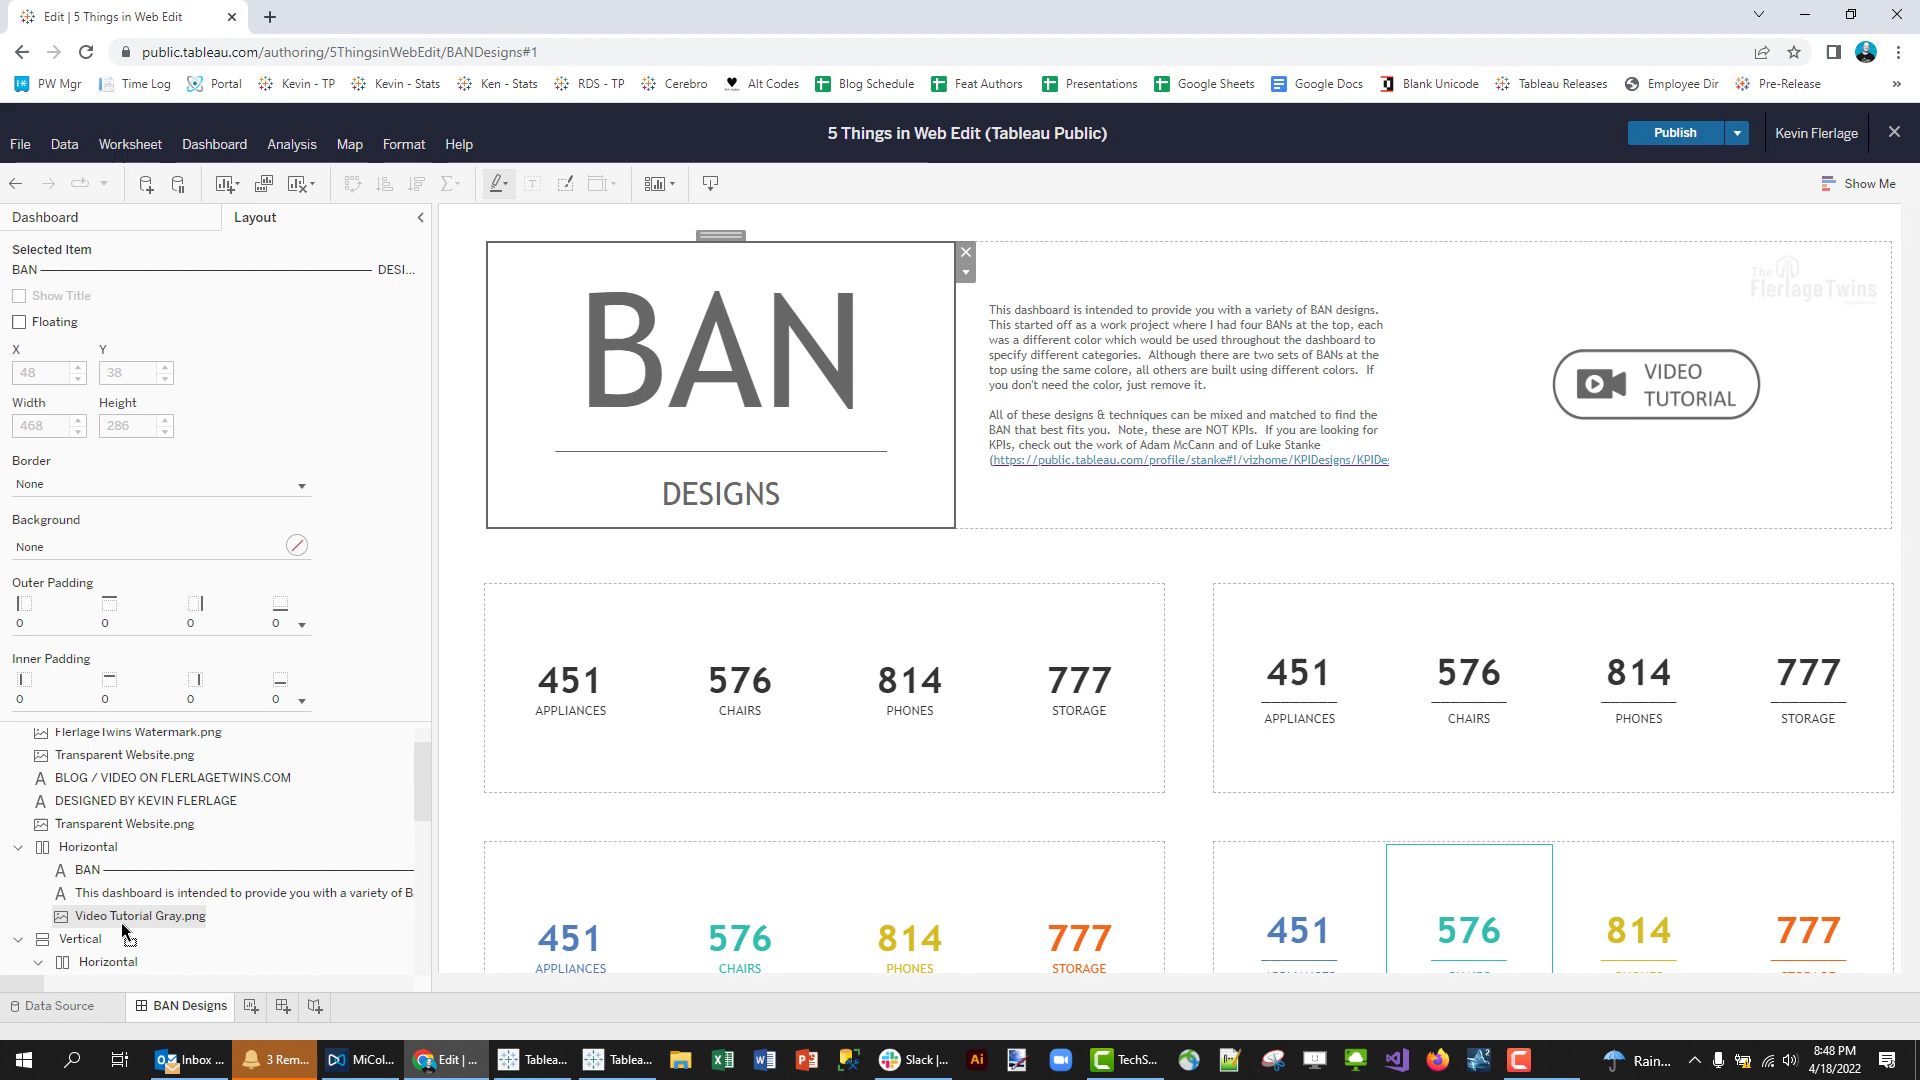 Edit | 5 Things in Web Edit
public.tableau.com/authoring/5ThingsinWebEdit/BANDesigns#1
PW Mgr Time Log Portal Kevin - TP Kevin - Stats Ken - Stats RDS - TP Cerebro Alt Codes Blog Schedule Feat Authors Presentations Google Sheets Google Docs Blank Unicode Tableau Releases Employee Dir Pre-Release »
5 Things in Web Edit (Tableau Public) Publish Kevin Flerlage
File Data Worksheet Dashboard Analysis Map Format Help
Show Me
Dashboard Layout
Selected Item
BAN DESI...
Show Title
Floating
X Y
48 38
Width Height
468 286
Border
None
Background
None
Outer Padding
0 0 0 0
Inner Padding
0 0 0 0
FlerlageTwins Watermark.png
Transparent Website.png
BLOG / VIDEO ON FLERLAGETWINS.COM
DESIGNED BY KEVIN FLERLAGE
Transparent Website.png
Horizontal
BAN
This dashboard is intended to provide you with a variety of B
Video Tutorial Gray.png
Vertical
Horizontal
BAN
DESIGNS
This dashboard is intended to provide you with a variety of BAN designs.
This started off as a work project where I had four BANs at the top, each
was a different color which would be used throughout the dashboard to
specify different categories. Although there are two sets of BANs at the
top using the same colore, all others are built using different colors. If
you don't need the color, just remove it.
All of these designs & techniques can be mixed and matched to find the
BAN that best fits you. Note, these are NOT KPIs. If you are looking for
KPIs, check out the work of Adam McCann and of Luke Stanke
(https://public.tableau.com/profile/stanke#!/vizhome/KPIDesigns/KPIDes
The
Flerlage Twins
VIDEO
TUTORIAL
451 576 814 777
APPLIANCES CHAIRS PHONES STORAGE
451 576 814 777
APPLIANCES CHAIRS PHONES STORAGE
451 576 814 777
APPLIANCES CHAIRS PHONES STORAGE
451 576 814 777
Data Source BAN Designs
Inbox ... 3 Rem... MiCol... Edit | ... Tablea... Tablea... Slack |... Ai TechS... Rain...
8:48 PM
4/18/2022